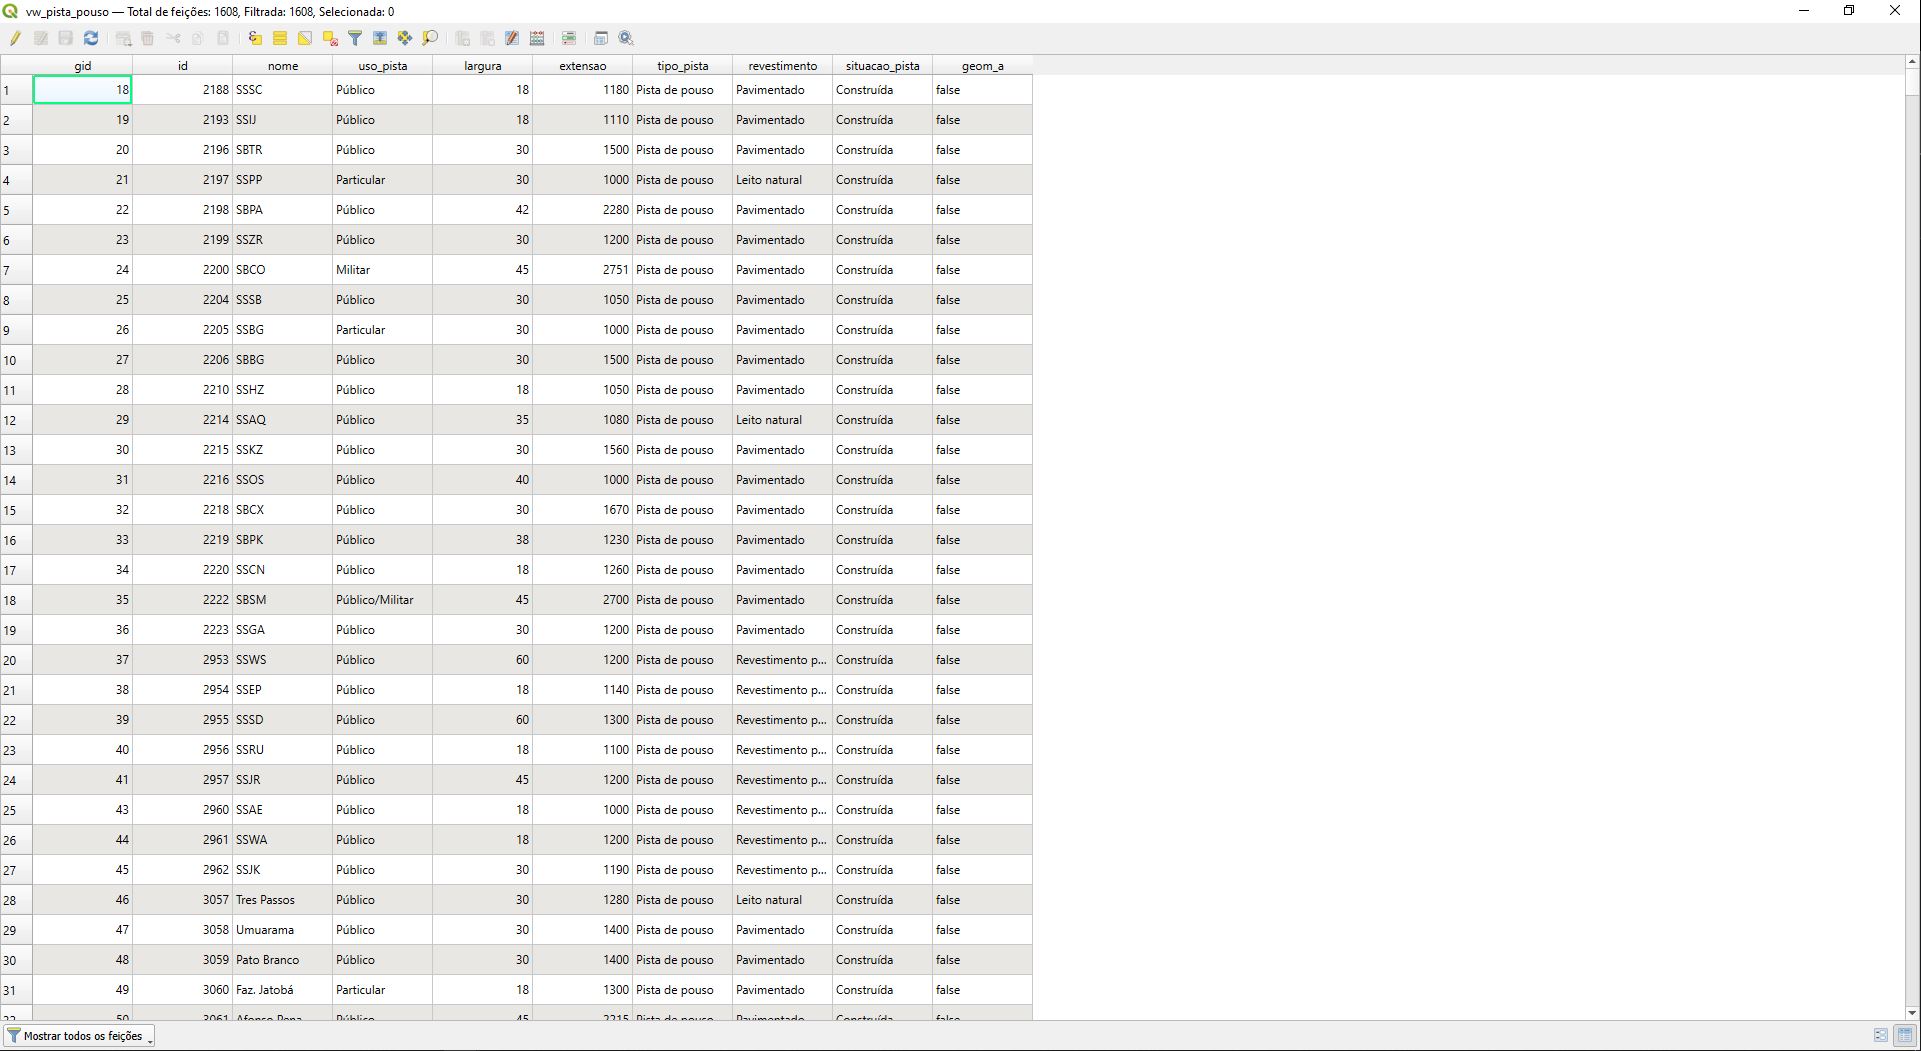 vw_pista_pouso — Total de feições: 1608, Filtrada: 1608, Selecionada: 0
gid id nome uso_pista largura extensao tipo_pista revestimento situacao_pista geom_a
1 18 2188 SSSC Público 18 1180 Pista de pouso Pavimentado Construída false
2 19 2193 SSIJ Público 18 1110 Pista de pouso Pavimentado Construída false
3 20 2196 SBTR Público 30 1500 Pista de pouso Pavimentado Construída false
4 21 2197 SSPP Particular 30 1000 Pista de pouso Leito natural Construída false
5 22 2198 SBPA Público 42 2280 Pista de pouso Pavimentado Construída false
6 23 2199 SSZR Público 30 1200 Pista de pouso Pavimentado Construída false
7 24 2200 SBCO Militar 45 2751 Pista de pouso Pavimentado Construída false
8 25 2204 SSSB Público 30 1050 Pista de pouso Pavimentado Construída false
9 26 2205 SSBG Particular 30 1000 Pista de pouso Pavimentado Construída false
10 27 2206 SBBG Público 30 1500 Pista de pouso Pavimentado Construída false
11 28 2210 SSHZ Público 18 1050 Pista de pouso Pavimentado Construída false
12 29 2214 SSAQ Público 35 1080 Pista de pouso Leito natural Construída false
13 30 2215 SSKZ Público 30 1560 Pista de pouso Pavimentado Construída false
14 31 2216 SSOS Público 40 1000 Pista de pouso Pavimentado Construída false
15 32 2218 SBCX Público 30 1670 Pista de pouso Pavimentado Construída false
16 33 2219 SBPK Público 38 1230 Pista de pouso Pavimentado Construída false
17 34 2220 SSCN Público 18 1260 Pista de pouso Pavimentado Construída false
18 35 2222 SBSM Público/Militar 45 2700 Pista de pouso Pavimentado Construída false
19 36 2223 SSGA Público 30 1200 Pista de pouso Pavimentado Construída false
20 37 2953 SSWS Público 60 1200 Pista de pouso Revestimento p... Construída false
21 38 2954 SSEP Público 18 1140 Pista de pouso Revestimento p... Construída false
22 39 2955 SSSD Público 60 1300 Pista de pouso Revestimento p... Construída false
23 40 2956 SSRU Público 18 1100 Pista de pouso Revestimento p... Construída false
24 41 2957 SSJR Público 45 1200 Pista de pouso Revestimento p... Construída false
25 43 2960 SSAE Público 18 1000 Pista de pouso Revestimento p... Construída false
26 44 2961 SSWA Público 18 1200 Pista de pouso Revestimento p... Construída false
27 45 2962 SSJK Público 30 1190 Pista de pouso Revestimento p... Construída false
28 46 3057 Tres Passos Público 30 1280 Pista de pouso Leito natural Construída false
29 47 3058 Umuarama Público 30 1400 Pista de pouso Pavimentado Construída false
30 48 3059 Pato Branco Público 30 1400 Pista de pouso Pavimentado Construída false
31 49 3060 Faz. Jatobá Particular 18 1300 Pista de pouso Pavimentado Construída false
32 50 3061 Afonso Pena Público 45 2215 Pista de pouso Pavimentado Construída false
Mostrar todos os feições